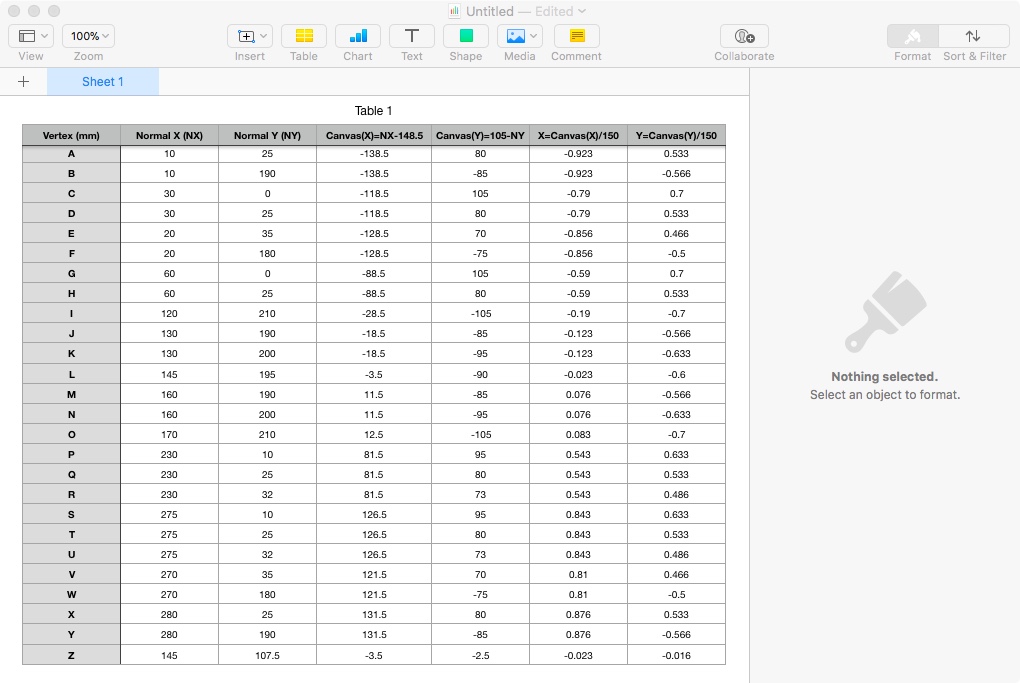 Untitled — Edited
100%
View Zoom Insert Table Chart Text Shape Media Comment Collaborate Format Sort & Filter
Sheet 1
Table 1
Vertex (mm) Normal X (NX) Normal Y (NY) Canvas(X)=NX-148.5 Canvas(Y)=105-NY X=Canvas(X)/150 Y=Canvas(Y)/150
A 10 25 -138.5 80 -0.923 0.533
B 10 190 -138.5 -85 -0.923 -0.566
C 30 0 -118.5 105 -0.79 0.7
D 30 25 -118.5 80 -0.79 0.533
E 20 35 -128.5 70 -0.856 0.466
F 20 180 -128.5 -75 -0.856 -0.5
G 60 0 -88.5 105 -0.59 0.7
H 60 25 -88.5 80 -0.59 0.533
I 120 210 -28.5 -105 -0.19 -0.7
J 130 190 -18.5 -85 -0.123 -0.566
K 130 200 -18.5 -95 -0.123 -0.633
L 145 195 -3.5 -90 -0.023 -0.6
M 160 190 11.5 -85 0.076 -0.566
N 160 200 11.5 -95 0.076 -0.633
O 170 210 12.5 -105 0.083 -0.7
P 230 10 81.5 95 0.543 0.633
Q 230 25 81.5 80 0.543 0.533
R 230 32 81.5 73 0.543 0.486
S 275 10 126.5 95 0.843 0.633
T 275 25 126.5 80 0.843 0.533
U 275 32 126.5 73 0.843 0.486
V 270 35 121.5 70 0.81 0.466
W 270 180 121.5 -75 0.81 -0.5
X 280 25 131.5 80 0.876 0.533
Y 280 190 131.5 -85 0.876 -0.566
Z 145 107.5 -3.5 -2.5 -0.023 -0.016
Nothing selected.
Select an object to format.